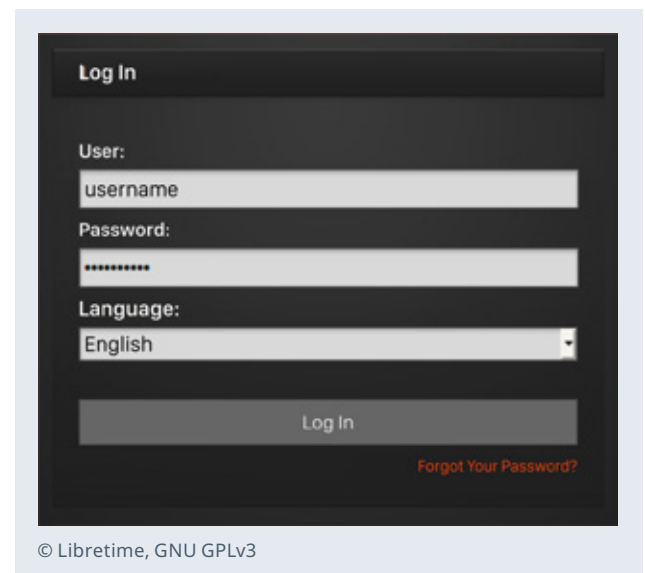 Log In
User:
username
Password:
••••••••••
Language:
English
Log In
Forgot Your Password?
© Libretime, GNU GPLv3